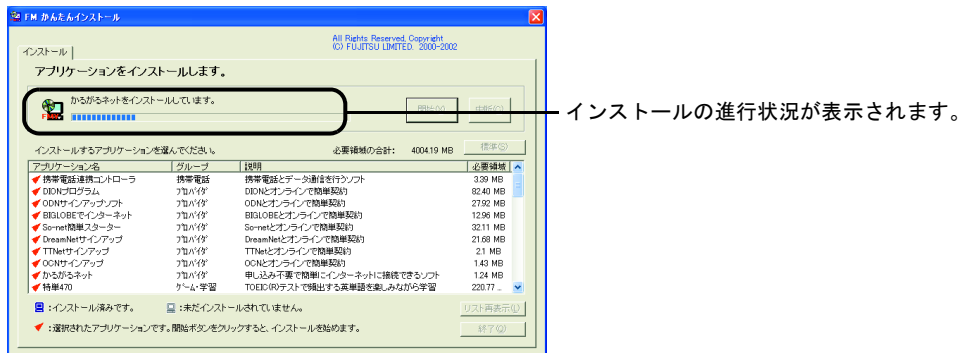 FM かんたんインストール
All Rights Reserved, Copyright
(C) FUJITSU LIMITED. 2000-2002
インストール
アプリケーションをインストールします。
かるがるネットをインストールしています。
開始(X) 中断(C)
インストールの進行状況が表示されます。
インストールするアプリケーションを選んでください。 必要領域の合計: 4004.19 MB 標準(S)
アプリケーション名 グループ 説明 必要領域
携帯電話連携コントローラ 携帯電話 携帯電話とデータ通信を行うソフト 3.39 MB
DIONプログラム プロバイダ DIONとオンラインで簡単契約 82.40 MB
ODNサインアップソフト プロバイダ ODNとオンラインで簡単契約 27.92 MB
BIGLOBEでインターネット プロバイダ BIGLOBEとオンラインで簡単契約 12.96 MB
So-net簡単スターター プロバイダ So-netとオンラインで簡単契約 32.11 MB
DreamNetサインアップ プロバイダ DreamNetとオンラインで簡単契約 21.68 MB
TTNetサインアップ プロバイダ TTNetとオンラインで簡単契約 2.1 MB
OCNサインアップ プロバイダ OCNとオンラインで簡単契約 1.43 MB
かるがるネット プロバイダ 申し込み不要で簡単にインターネットに接続できるソフト 1.24 MB
特単470 ゲーム・学習 TOEIC(R)テストで頻出する英単語を楽しみながら学習 220.77 ..
:インストール済みです。 :未だインストールされていません。 リスト再表示(L)
:選択されたアプリケーションです。開始ボタンをクリックすると、インストールを始めます。 終了(Q)